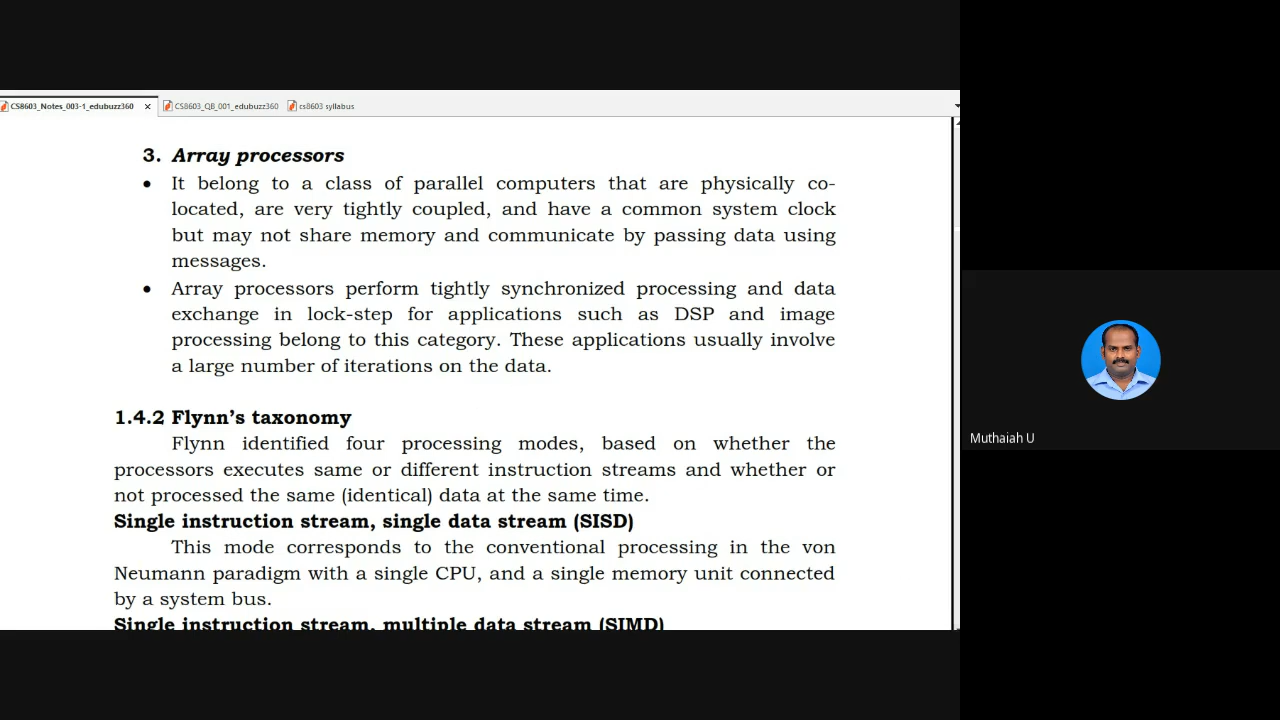 CS8603_Notes_003-1_edubuzz360 × CS8603_QB_001_edubuzz360 cs8603 syllabus
3. Array processors
• It belong to a class of parallel computers that are physically co-
located, are very tightly coupled, and have a common system clock
but may not share memory and communicate by passing data using
messages.
• Array processors perform tightly synchronized processing and data
exchange in lock-step for applications such as DSP and image
processing belong to this category. These applications usually involve
a large number of iterations on the data.
1.4.2 Flynn's taxonomy
Flynn identified four processing modes, based on whether the
processors executes same or different instruction streams and whether or
not processed the same (identical) data at the same time.
Single instruction stream, single data stream (SISD)
This mode corresponds to the conventional processing in the von
Neumann paradigm with a single CPU, and a single memory unit connected
by a system bus.
Single instruction stream, multiple data stream (SIMD)
Muthaiah U